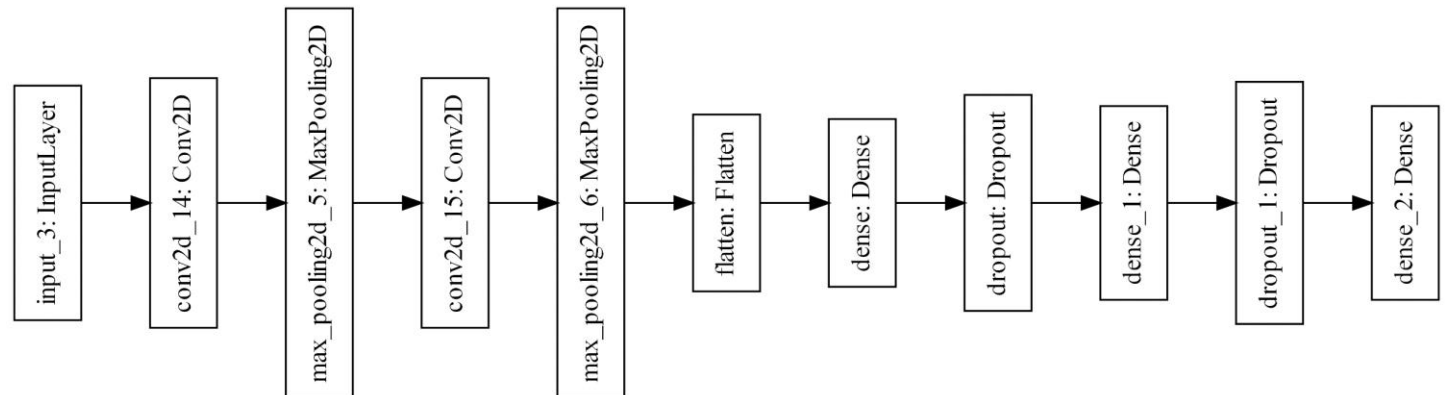 input_3: InputLayer
conv2d_14: Conv2D
max_pooling2d_5: MaxPooling2D
conv2d_15: Conv2D
max_pooling2d_6: MaxPooling2D
flatten: Flatten
dense: Dense
dropout: Dropout
dense_1: Dense
dropout_1: Dropout
dense_2: Dense